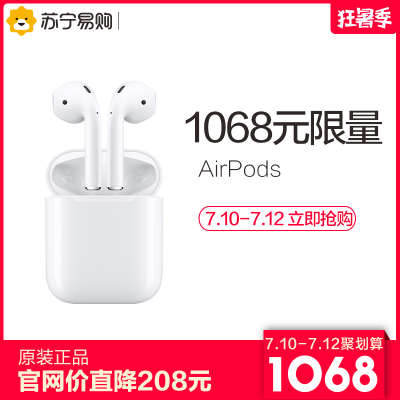 苏宁易购
狂暑季
1068元限量
AirPods
7.10-7.12 立即抢购
原装正品
官网价直降208元
7.10-7.12聚划算
1068